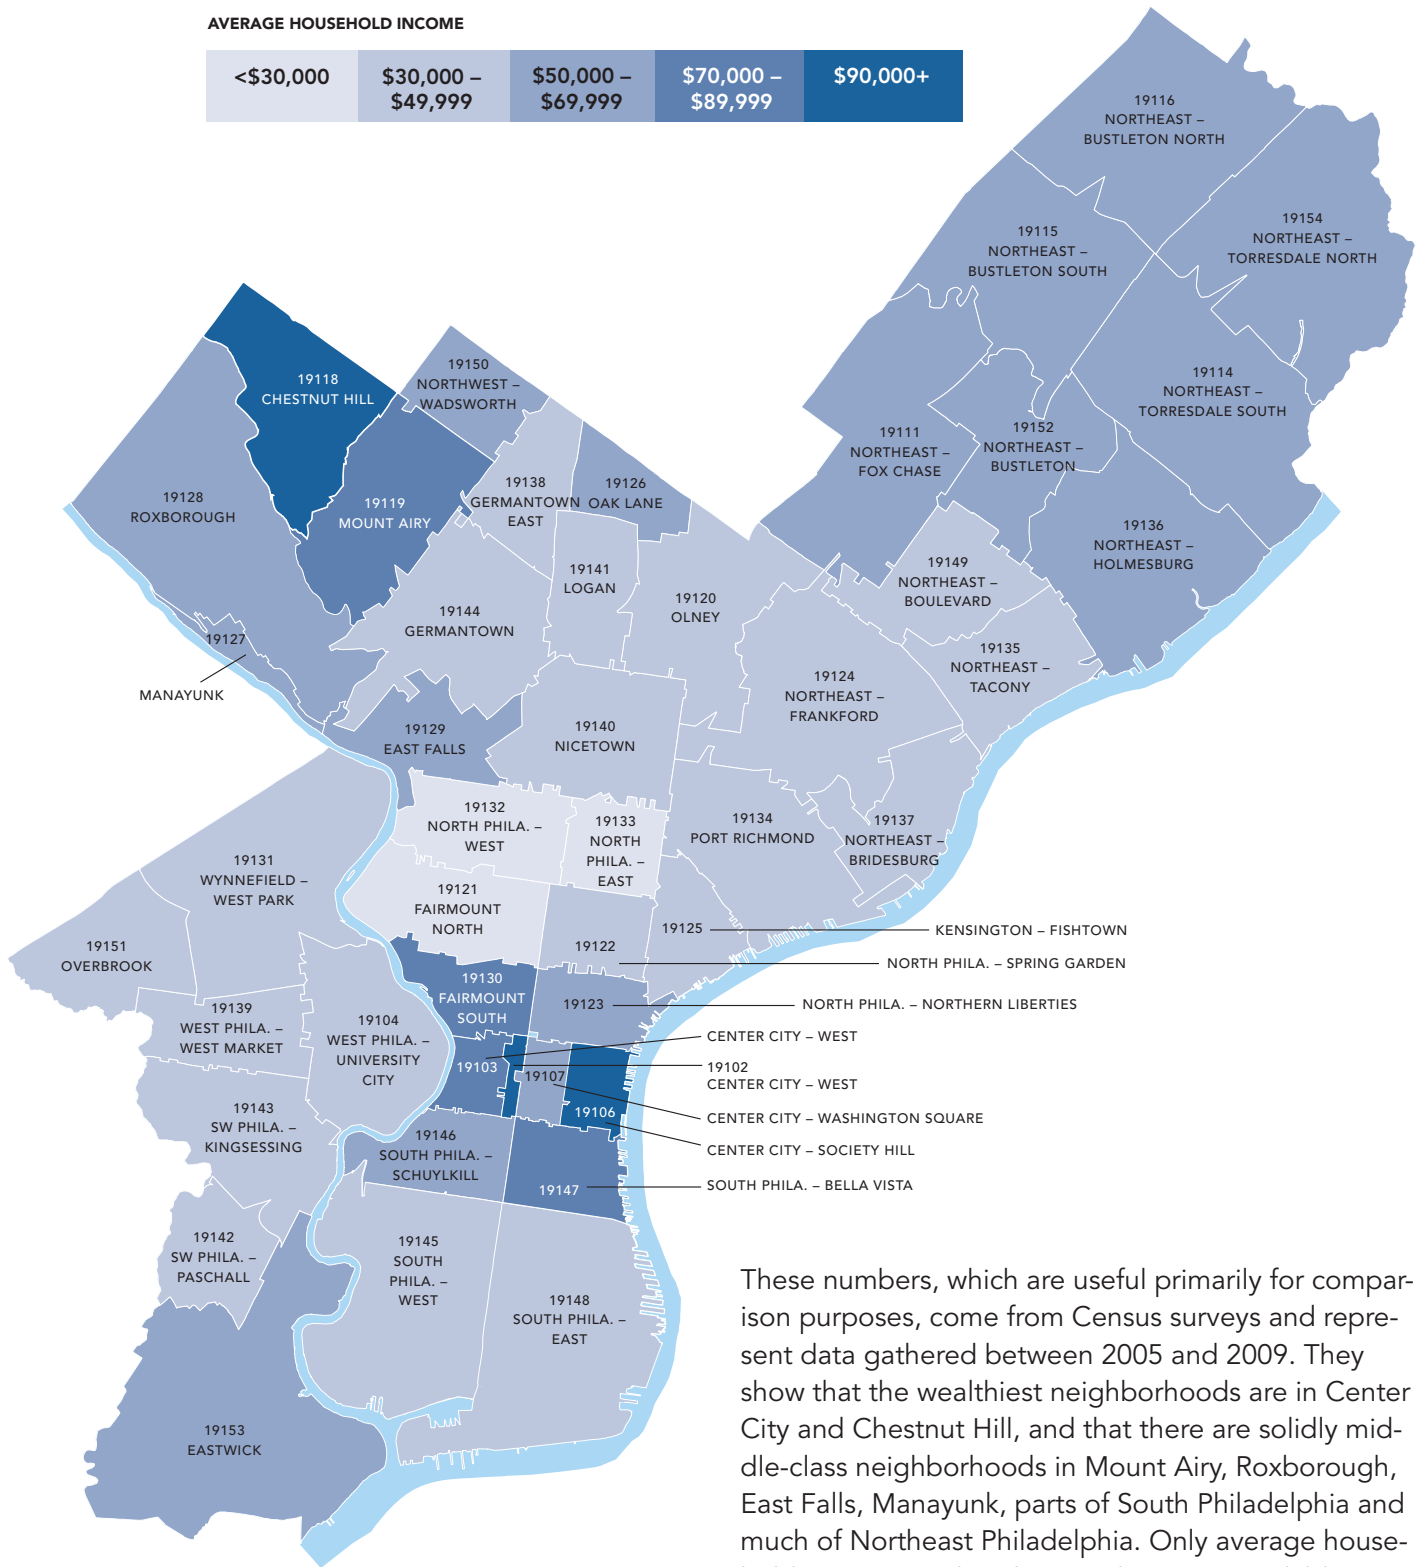 AVERAGE HOUSEHOLD INCOME
<$30,000
$30,000 –
$49,999
$50,000 –
$69,999
$70,000 –
$89,999
$90,000+
19116
NORTHEAST –
BUSTLETON NORTH
19154
NORTHEAST –
TORRESDALE NORTH
19115
NORTHEAST –
BUSTLETON SOUTH
19114
NORTHEAST –
TORRESDALE SOUTH
19150
NORTHWEST –
WADSWORTH
19118
CHESTNUT HILL
19111
NORTHEAST –
FOX CHASE
19152
NORTHEAST –
BUSTLETON
19128
ROXBOROUGH
19119
MOUNT AIRY
19138
GERMANTOWN
EAST
19126
OAK LANE
19136
NORTHEAST –
HOLMESBURG
19149
NORTHEAST –
BOULEVARD
19141
LOGAN
19144
GERMANTOWN
19120
OLNEY
19127
MANAYUNK
19135
NORTHEAST –
TACONY
19124
NORTHEAST –
FRANKFORD
19129
EAST FALLS
19140
NICETOWN
19132
NORTH PHILA. –
WEST
19133
NORTH
PHILA. –
EAST
19134
PORT RICHMOND
19137
NORTHEAST –
BRIDESBURG
19131
WYNNEFIELD –
WEST PARK
19121
FAIRMOUNT
NORTH
19151
OVERBROOK
19122
19125
KENSINGTON – FISHTOWN
NORTH PHILA. – SPRING GARDEN
19130
FAIRMOUNT
SOUTH
19123
NORTH PHILA. – NORTHERN LIBERTIES
19139
WEST PHILA. –
WEST MARKET
19104
WEST PHILA. –
UNIVERSITY
CITY
CENTER CITY – WEST
19103
19102
CENTER CITY – WEST
19107
CENTER CITY – WASHINGTON SQUARE
19106
CENTER CITY – SOCIETY HILL
19143
SW PHILA. –
KINGSESSING
19146
SOUTH PHILA. –
SCHUYLKILL
19147
SOUTH PHILA. – BELLA VISTA
19142
SW PHILA. –
PASCHALL
19145
SOUTH
PHILA. –
WEST
19148
SOUTH PHILA. –
EAST
19153
EASTWICK
These numbers, which are useful primarily for compar-
ison purposes, come from Census surveys and repre-
sent data gathered between 2005 and 2009. They
show that the wealthiest neighborhoods are in Center
City and Chestnut Hill, and that there are solidly mid-
dle-class neighborhoods in Mount Airy, Roxborough,
East Falls, Manayunk, parts of South Philadelphia and
much of Northeast Philadelphia. Only average house-